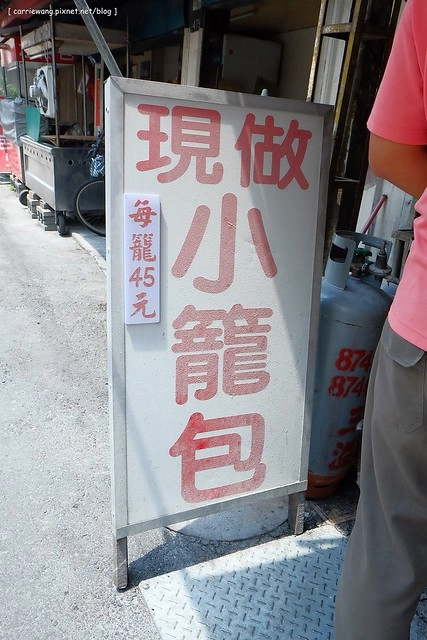 [ carriewang.pixnet.net/blog ]
現做
小
籠
包
每籠45元
874
874